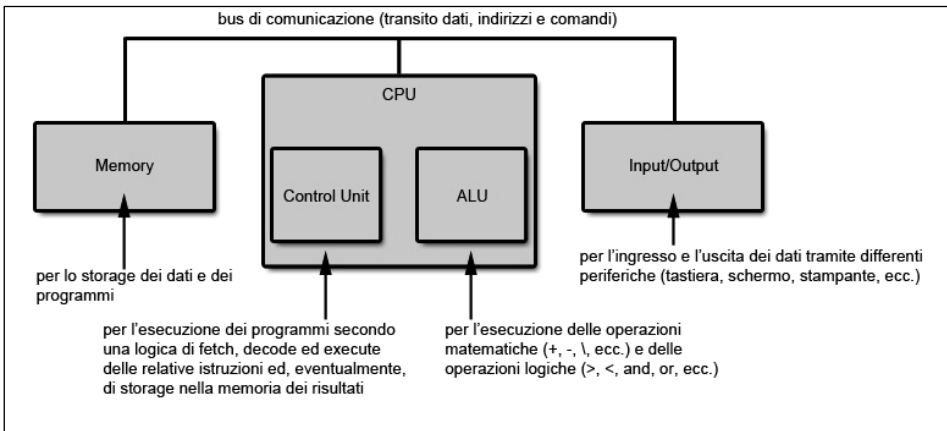 bus di comunicazione (transito dati, indirizzi e comandi)
CPU
Memory
Control Unit
ALU
Input/Output
per lo storage dei dati e dei
programmi
per l'esecuzione dei programmi secondo
una logica di fetch, decode ed execute
delle relative istruzioni ed, eventualmente,
di storage nella memoria dei risultati
per l'esecuzione delle operazioni
matematiche (+, -, \, ecc.) e delle
operazioni logiche (>, <, and, or, ecc.)
per l'ingresso e l'uscita dei dati tramite differenti
periferiche (tastiera, schermo, stampante, ecc.)